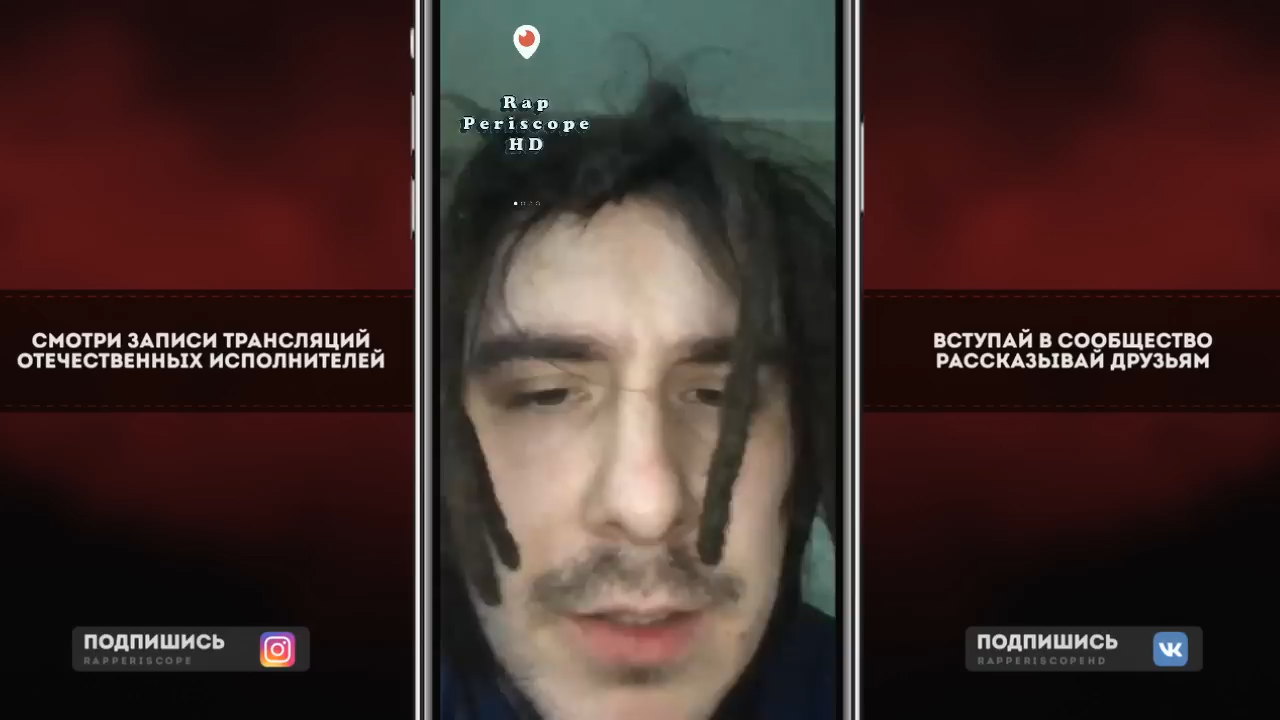 Rap
Periscope
HD
СМОТРИ ЗАПИСИ ТРАНСЛЯЦИЙ
ОТЕЧЕСТВЕННЫХ ИСПОЛНИТЕЛЕЙ
ВСТУПАЙ В СООБЩЕСТВО
РАССКАЗЫВАЙ ДРУЗЬЯМ
ПОДПИШИСЬ
RAPPERISCOPE
ПОДПИШИСЬ
RAPPERISCOPEHD